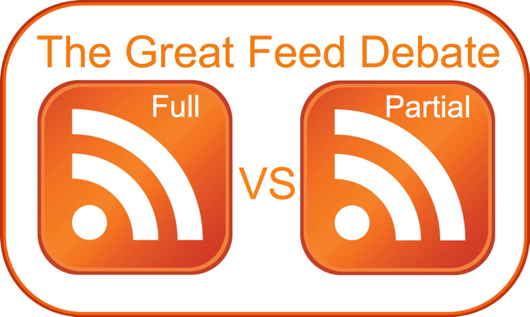 The Great Feed Debate
Full
VS
Partial